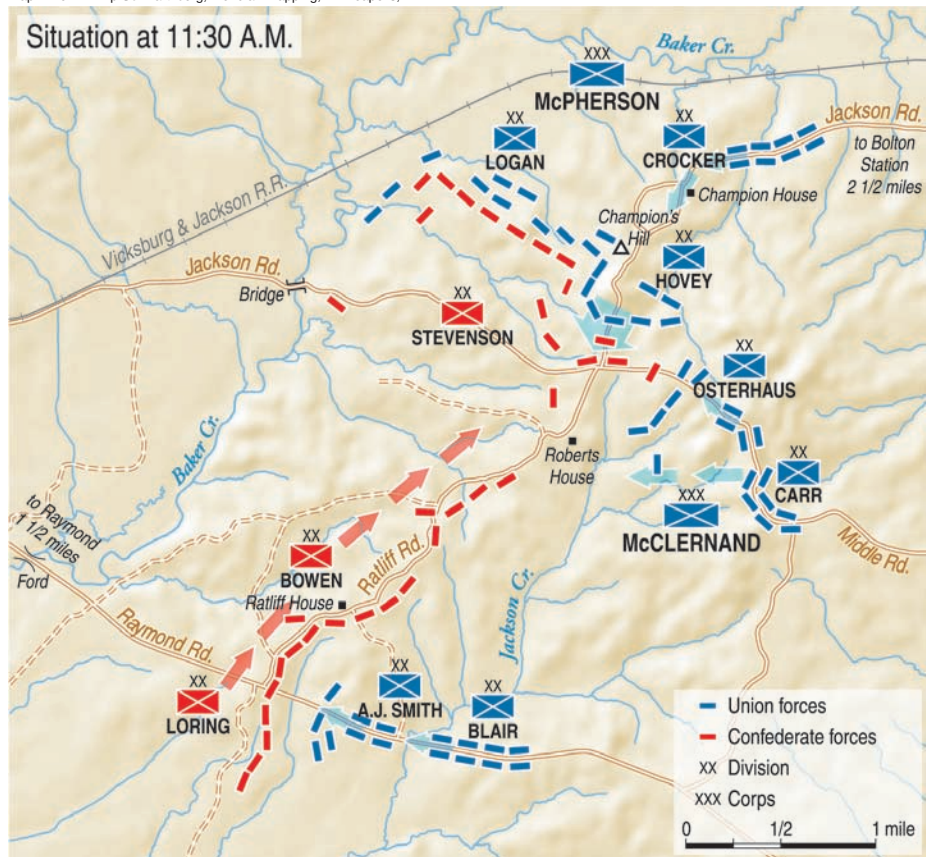 Situation at 11:30 A.M.
Baker Cr.
XXX
McPHERSON
XX
LOGAN
XX
CROCKER
Jackson Rd.
to Bolton
Station
2 1/2 miles
Champion House
Champion's
Hill
Vicksburg & Jackson R.R.
XX
HOVEY
Jackson Rd.
Bridge
XX
STEVENSON
XX
OSTERHAUS
Baker Cr.
Roberts
House
XX
CARR
XXX
McCLERNAND
Middle Rd.
to Raymond
1 1/2 miles
Ford
XX
BOWEN
Ratliff Rd.
Ratliff House
Jackson Cr.
Raymond Rd.
XX
LORING
XX
A.J. SMITH
XX
BLAIR
Union forces
Confederate forces
XX Division
XXX Corps
0 1/2 1 mile